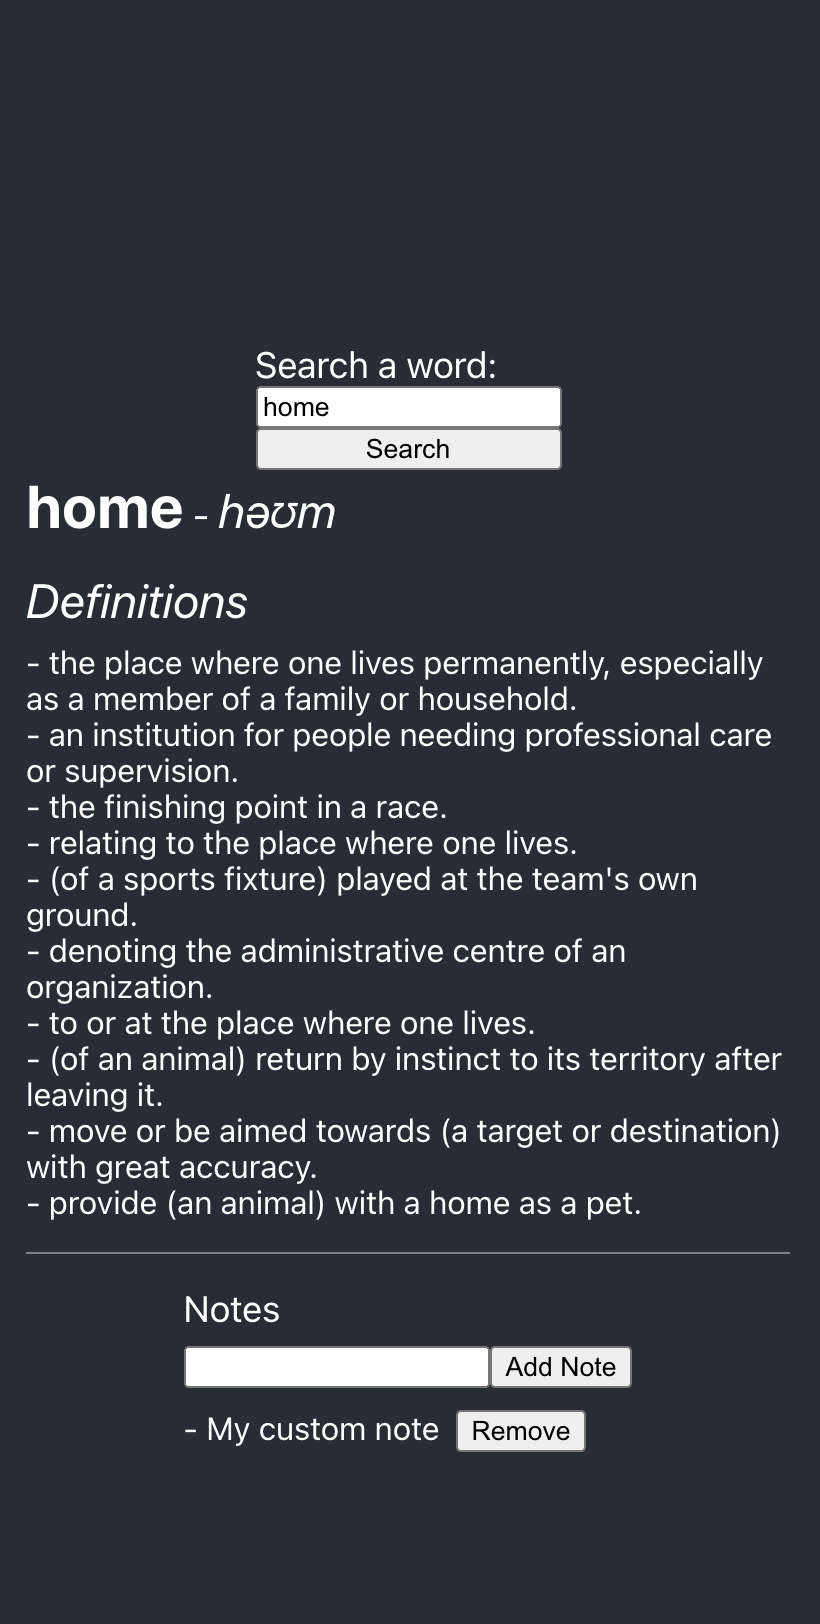 Search a word:
home
Search
home - həʊm
Definitions
- the place where one lives permanently, especially
as a member of a family or household.
- an institution for people needing professional care
or supervision.
- the finishing point in a race.
- relating to the place where one lives.
- (of a sports fixture) played at the team's own
ground.
- denoting the administrative centre of an
organization.
- to or at the place where one lives.
- (of an animal) return by instinct to its territory after
leaving it.
- move or be aimed towards (a target or destination)
with great accuracy.
- provide (an animal) with a home as a pet.
Notes
Add Note
- My custom note Remove